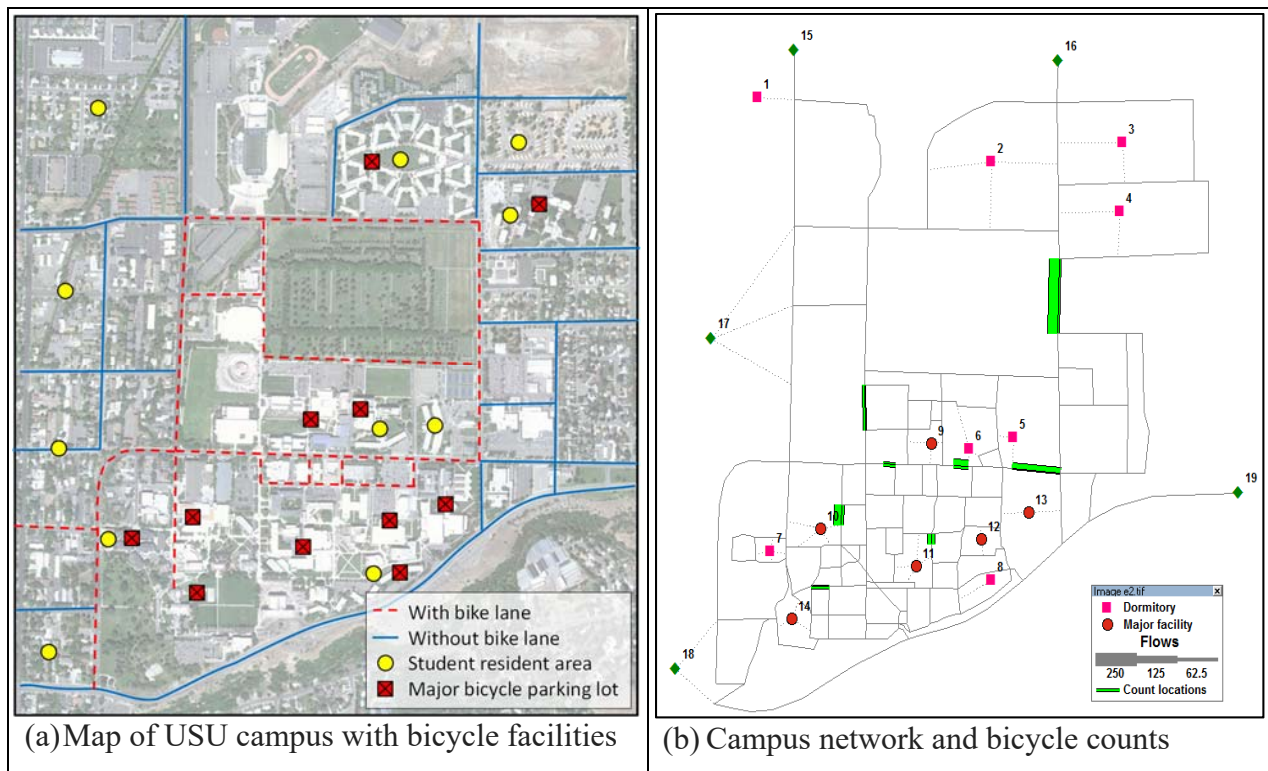 With bike lane
Without bike lane
Student resident area
Major bicycle parking lot
(a) Map of USU campus with bicycle facilities
15
16
1
3
2
4
17
5
9
6
19
13
10
12
7
11
8
14
18
Image e2.tif x
Dormitory
Major facility
Flows
250 125 62.5
Count locations
(b) Campus network and bicycle counts